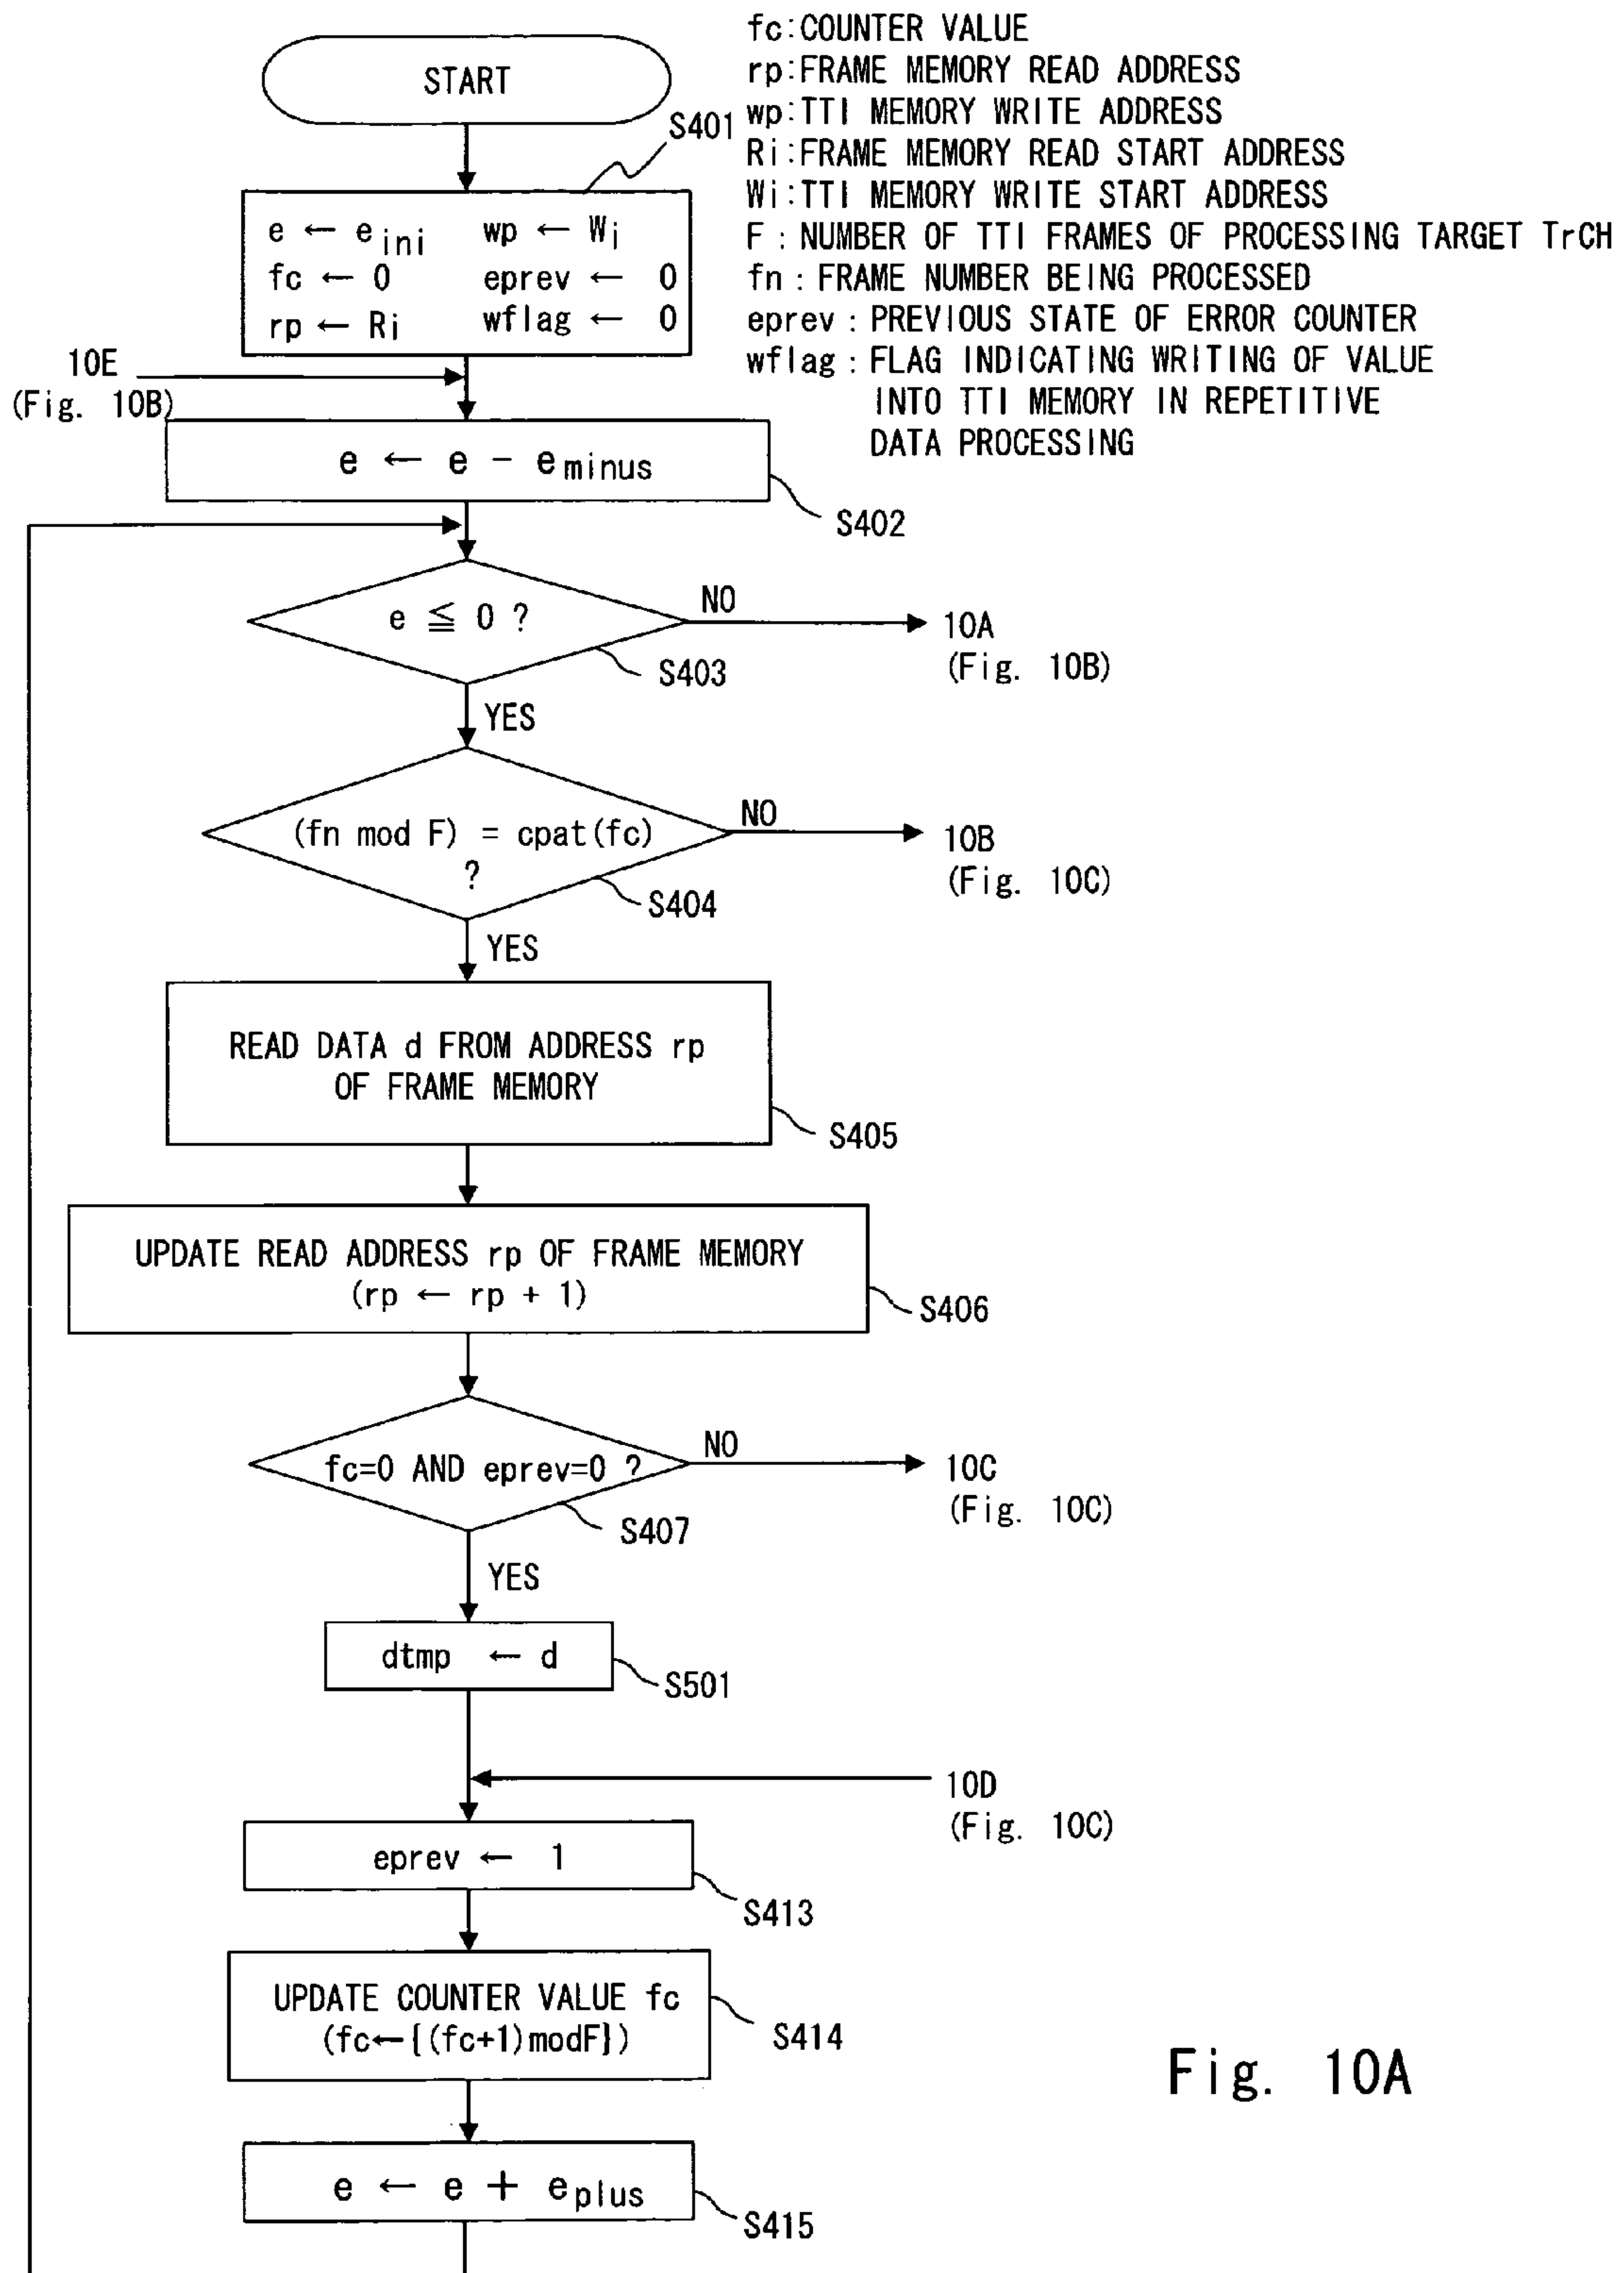 fc:COUNTER VALUE
rp:FRAME MEMORY READ ADDRESS
wp:TTI MEMORY WRITE ADDRESS
Ri:FRAME MEMORY READ START ADDRESS
Wi:TTI MEMORY WRITE START ADDRESS
F : NUMBER OF TTI FRAMES OF PROCESSING TARGET TrCH
fn : FRAME NUMBER BEING PROCESSED
eprev : PREVIOUS STATE OF ERROR COUNTER
wflag : FLAG INDICATING WRITING OF VALUE
INTO TTI MEMORY IN REPETITIVE
DATA PROCESSING
START
S401
e ← eini wp ← Wi
fc ← 0 eprev ← 0
rp ← Ri wflag ← 0
10E
(Fig. 10B)
e ← e - eminus
S402
e ≦ 0 ?
NO
10A
(Fig. 10B)
S403
YES
(fn mod F) = cpat(fc)
?
NO
10B
(Fig. 10C)
S404
YES
READ DATA d FROM ADDRESS rp
OF FRAME MEMORY
S405
UPDATE READ ADDRESS rp OF FRAME MEMORY
(rp ← rp + 1)
S406
fc=0 AND eprev=0 ?
NO
10C
(Fig. 10C)
S407
YES
dtmp ← d
S501
10D
(Fig. 10C)
eprev ← 1
S413
UPDATE COUNTER VALUE fc
(fc←{(fc+1)modF})
S414
e ← e + eplus
S415
Fig. 10A